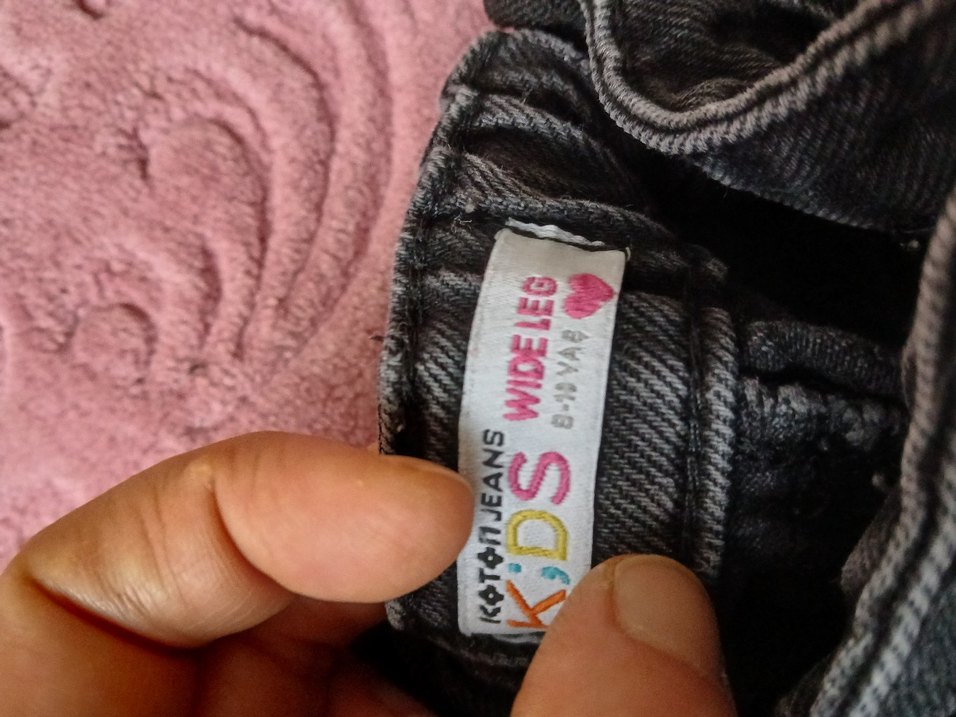 KOTON JEANS
KiDS
WIDE LEG
8-10 YAŞ